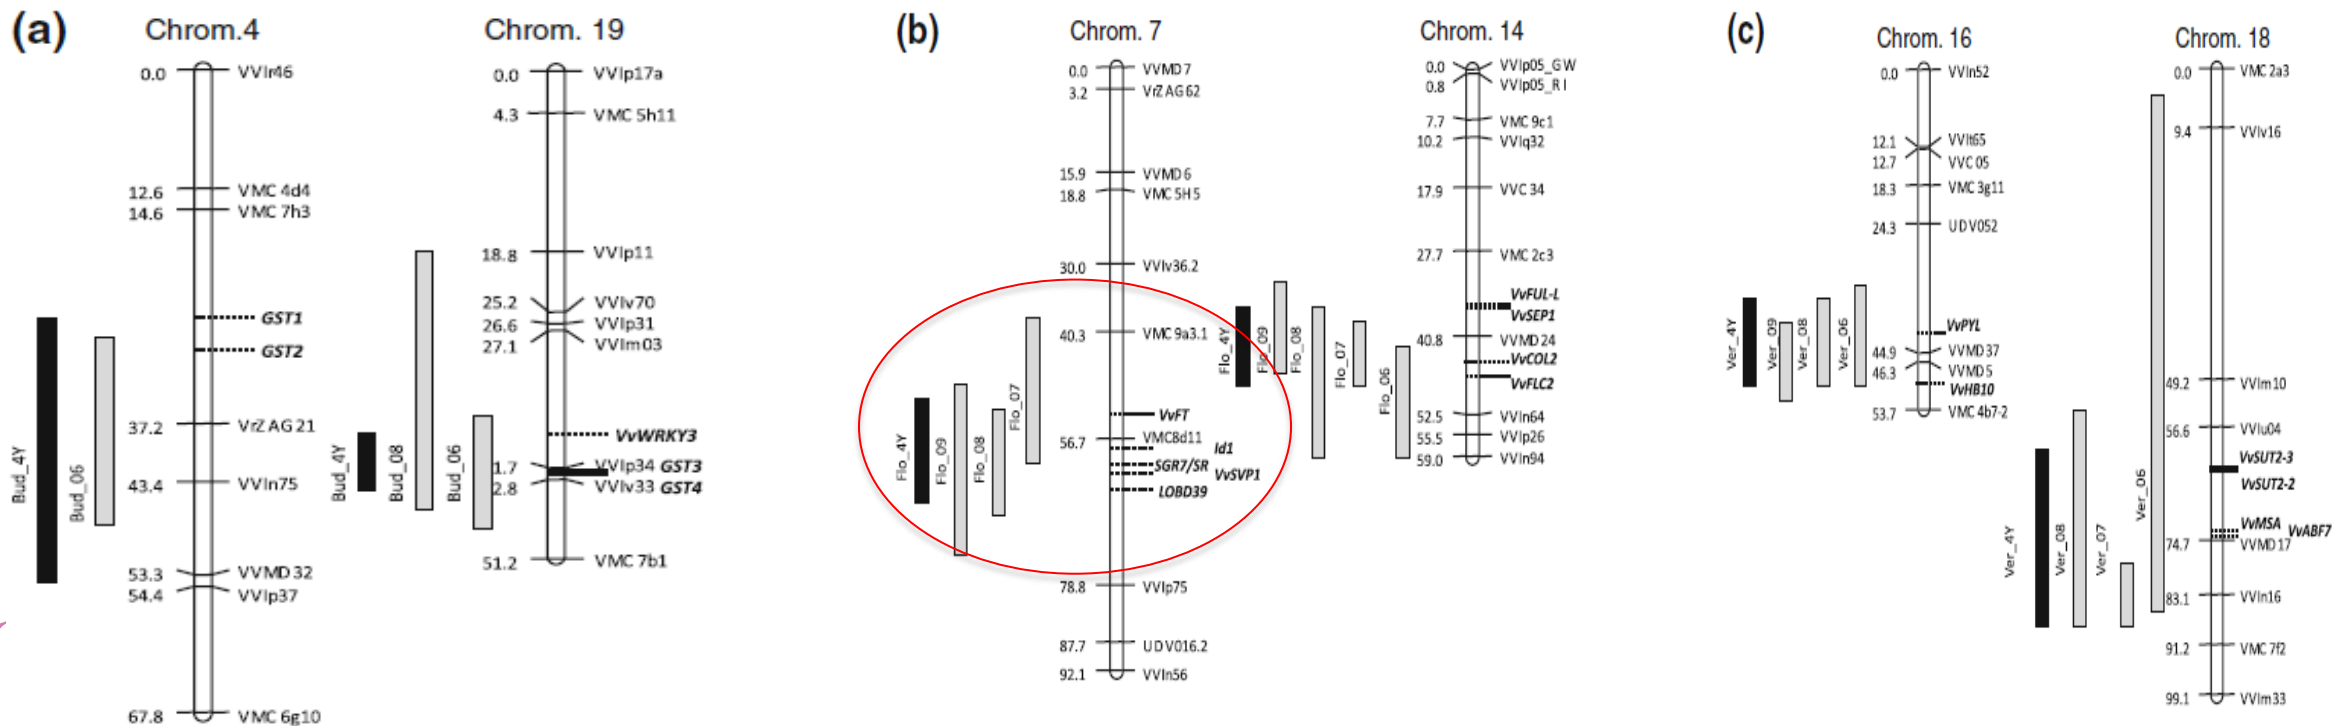 (a)
Chrom.4
0.0 VVIr46
12.6 VMC 4d4
14.6 VMC 7h3
GST1
GST2
37.2 VrZAG21
43.4 VVIn75
53.3 VVMD32
54.4 VVIp37
67.8 VMC 6g10
Bud_4Y
Bud_06
Chrom. 19
0.0 VVIp17a
4.3 VMC 5h11
18.8 VVIp11
25.2 VVIv70
26.6 VVIp31
27.1 VVIm03
VvWRKY3
1.7 VVIp34 GST3
2.8 VVIv33 GST4
51.2 VMC 7b1
Bud_4Y
Bud_08
Bud_06
(b)
Chrom. 7
0.0 VVMD7
3.2 VrZAG62
15.9 VVMD6
18.8 VMC5H5
30.0 VVIv36.2
40.3 VMC9a3.1
VvFT
56.7 VMC8d11
Id1
SGR7/SR
VvSVP1
LOBD39
78.8 VVIp75
87.7 UDV016.2
92.1 VVIn56
Flo_4Y
Flo_09
Flo_08
Flo_07
Chrom. 14
0.0 VVIp05_GW
0.8 VVIp05_RI
7.7 VMC9c1
10.2 VVIq32
17.9 VVC34
27.7 VMC2c3
VvFUL-L
VvSEP1
40.8 VVMD24
VvCOL2
VvFLC2
52.5 VVIn64
55.5 VVIp26
59.0 VVIn94
Flo_4Y
Flo_09
Flo_08
Flo_07
Flo_06
(c)
Chrom. 16
0.0 VVIn52
12.1 VVIt65
12.7 VVC05
18.3 VMC3g11
24.3 UDV052
VvPYL
44.9 VVMD37
46.3 VVMD5
VvHB10
53.7 VMC4b7-2
Ver_4Y
Ver_09
Ver_08
Ver_06
Chrom. 18
0.0 VMC2a3
9.4 VVIv16
49.2 VVIm10
56.6 VVIu04
VvSUT2-3
VvSUT2-2
VvMSA VvABF7
74.7 VVMD17
83.1 VVIn16
91.2 VMC7f2
99.1 VVIm33
Ver_4Y
Ver_08
Ver_07
Ver_06